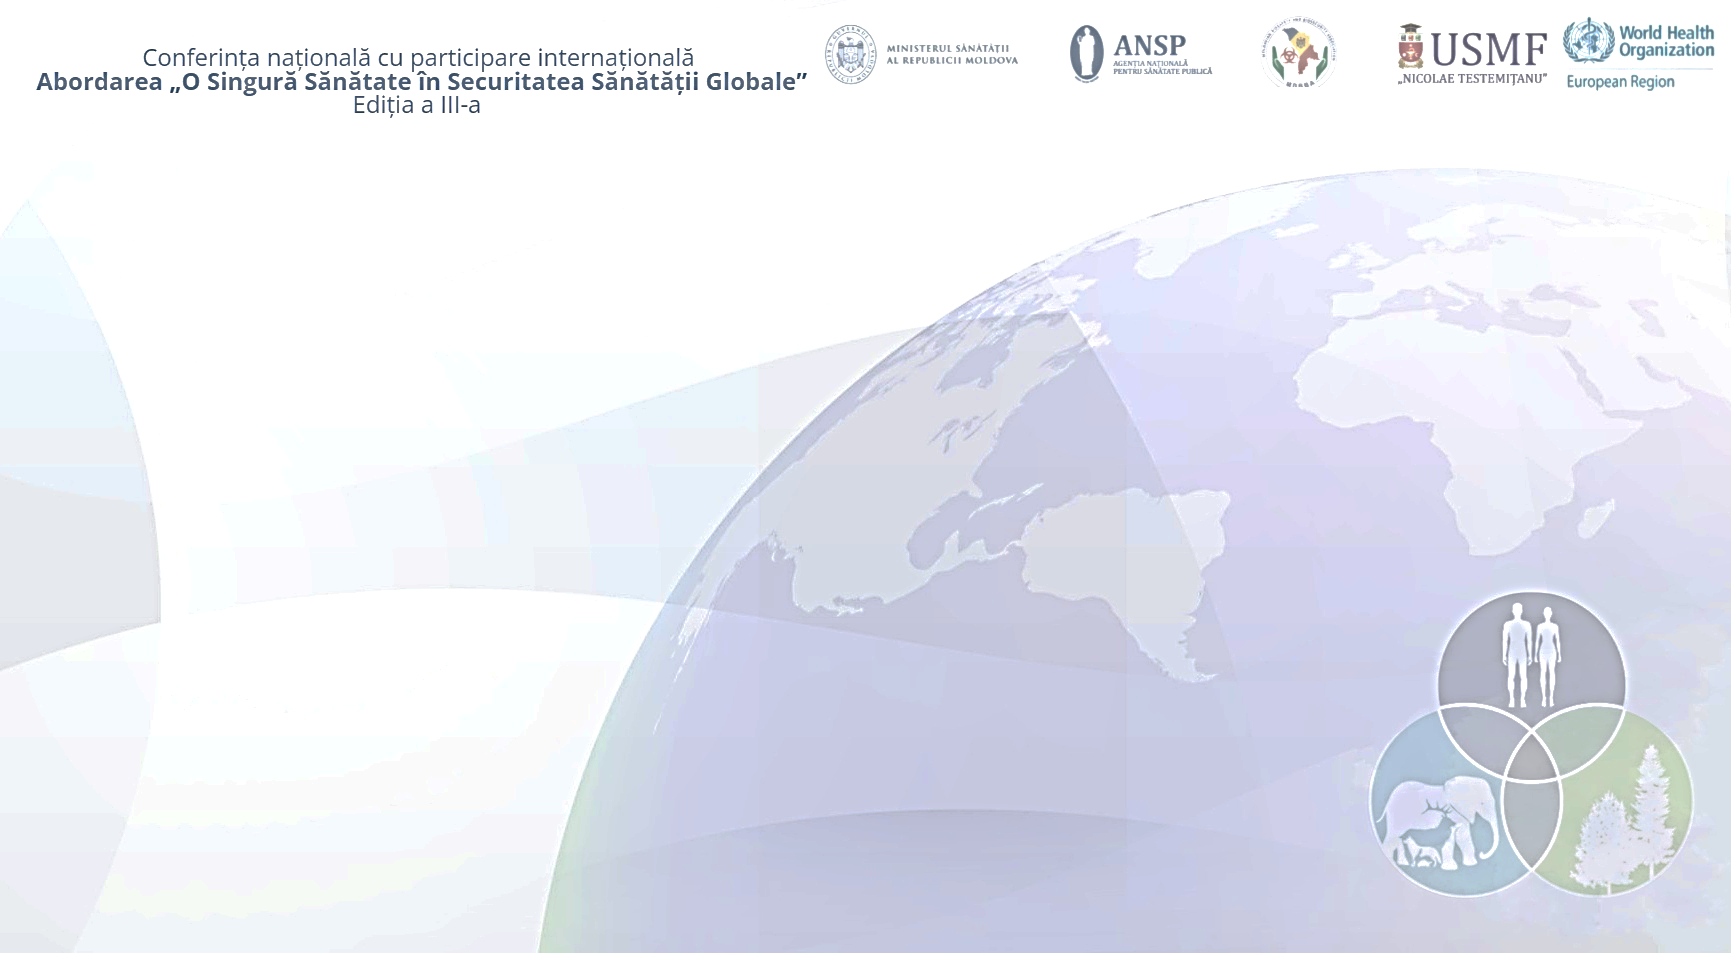 Conferința națională cu participare internațională
Abordarea „O Singură Sănătate în Securitatea Sănătății Globale”
Ediția a III-a
MINISTERUL SĂNĂTĂȚII
AL REPUBLICII MOLDOVA
ANSP
AGENȚIA NAȚIONALĂ
PENTRU SĂNĂTATE PUBLICĂ
USMF
„NICOLAE TESTEMIȚANU”
World Health
Organization
European Region